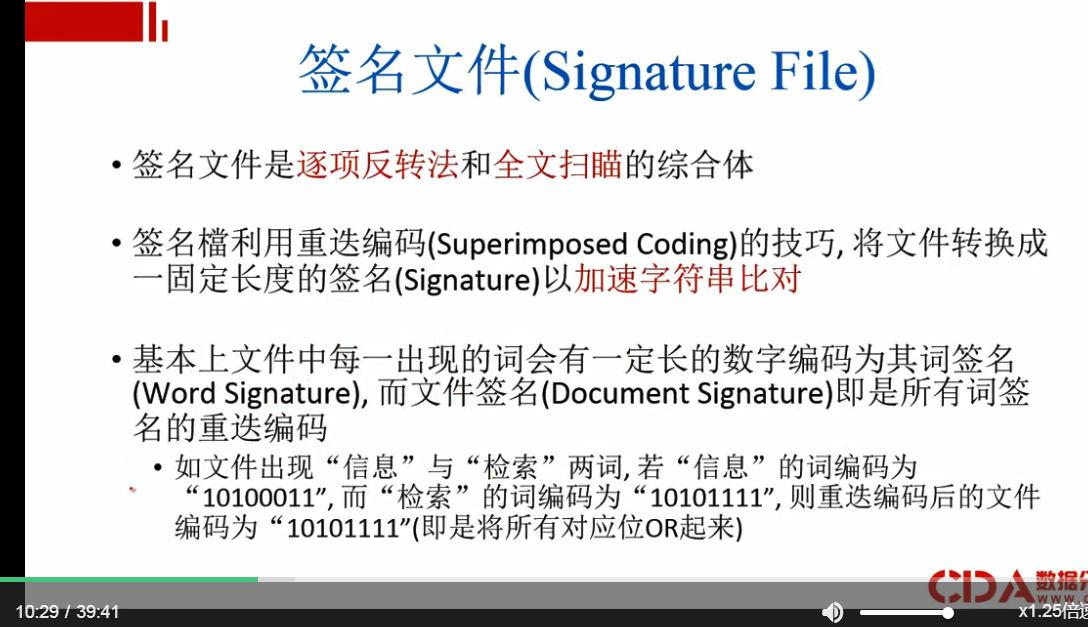 签名文件(Signature File)
• 签名文件是逐项反转法和全文扫瞄的综合体
• 签名檔利用重迭编码(Superimposed Coding)的技巧, 将文件转换成
一固定长度的签名(Signature)以加速字符串比对
• 基本上文件中每一出现的词会有一定长的数字编码为其词签名
(Word Signature), 而文件签名(Document Signature)即是所有词签
名的重迭编码
• 如文件出现“信息”与“检索”两词, 若“信息”的词编码为
“10100011”, 而“检索”的词编码为“10101111”, 则重迭编码后的文件
编码为“10101111”(即是将所有对应位OR起来)
CDA 数据分
www.
10:29 / 39:41
x1.25倍速